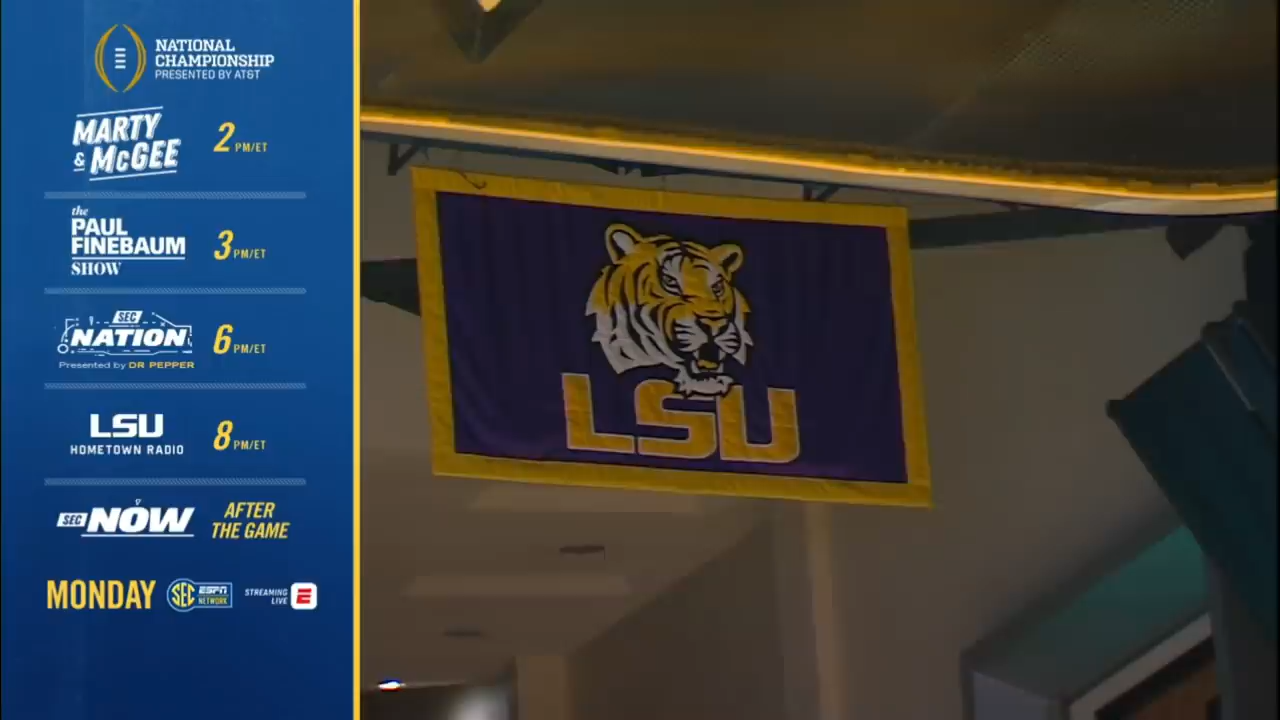 NATIONAL
CHAMPIONSHIP
PRESENTED BY AT&T
MARTY
& McGEE
2 PM/ET
the
PAUL
FINEBAUM
SHOW
3 PM/ET
SEC
NATION
Presented by DR PEPPER
6 PM/ET
LSU
HOMETOWN RADIO
8 PM/ET
SEC NOW
AFTER
THE GAME
MONDAY
SEC ESPN
NETWORK
STREAMING
LIVE
E
LSU